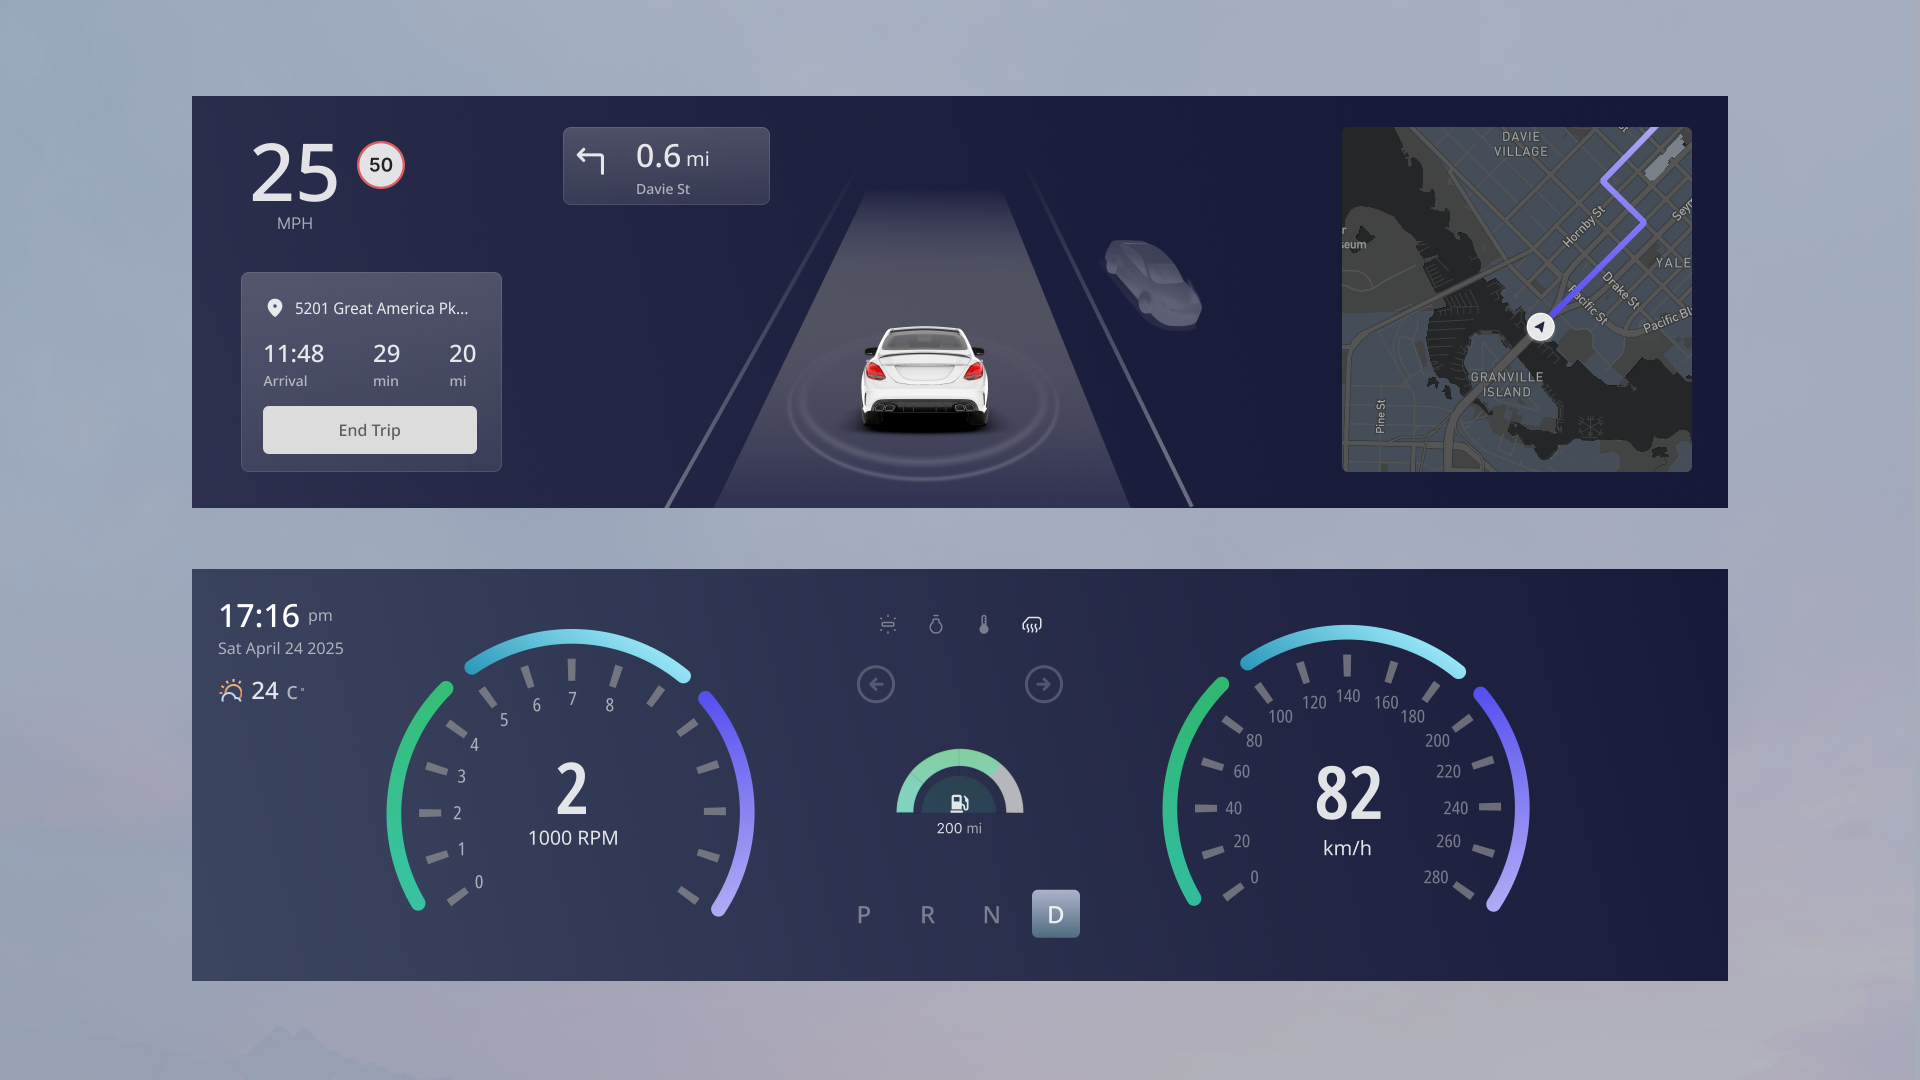 25
50
MPH
0.6 mi
Davie St
5201 Great America Pk...
11:48
29
20
Arrival
min
mi
End Trip
DAVIE
VILLAGE
Hornby St
eum
YALE
Drake St
Pacific St
Pacific Bl
GRANVILLE
ISLAND
Pine St
17:16 pm
Sat April 24 2025
24 C°
0
1
2
3
4
5
6
7
8
2
1000 RPM
200 mi
P R N D
0
20
40
60
80
100
120
140
160
180
200
220
240
260
280
82
km/h